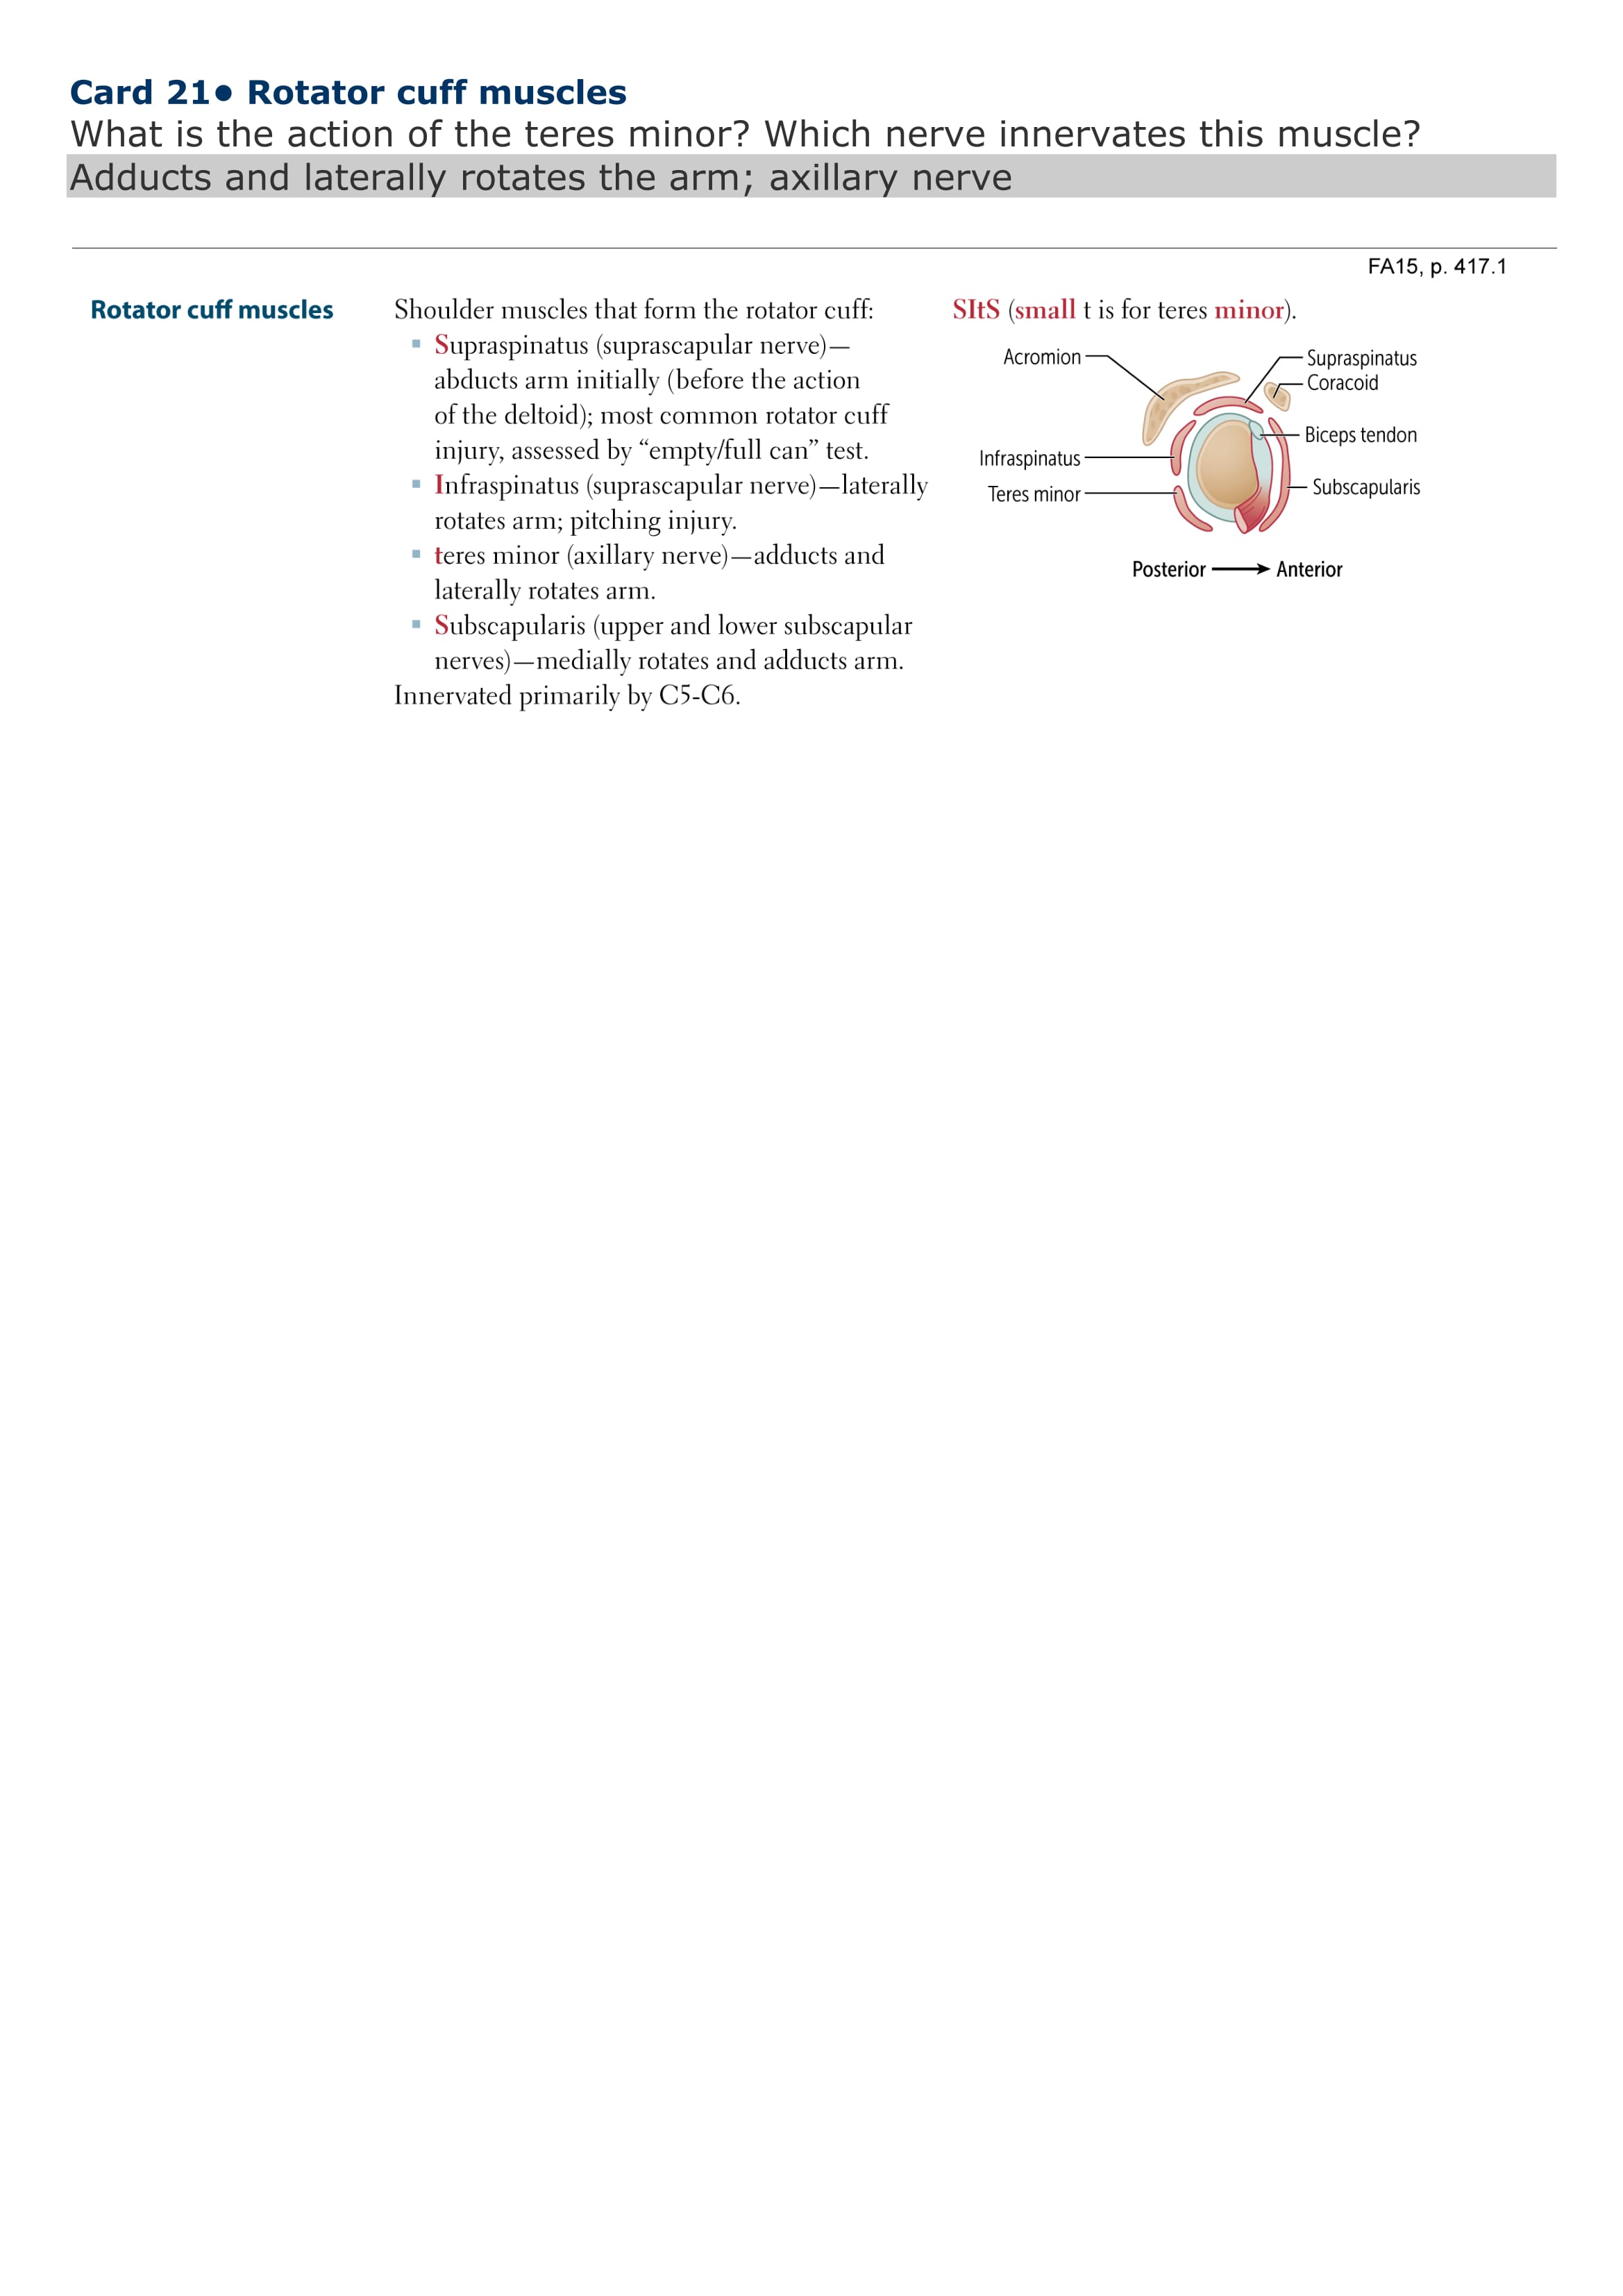 Card 21● Rotator cuff muscles
What is the action of the teres minor? Which nerve innervates this muscle?
Adducts and laterally rotates the arm; axillary nerve
FA15, p. 417.1
Rotator cuff muscles
Shoulder muscles that form the rotator cuff:
▪ Supraspinatus (suprascapular nerve)—
abducts arm initially (before the action
of the deltoid); most common rotator cuff
injury, assessed by “empty/full can” test.
▪ Infraspinatus (suprascapular nerve)—laterally
rotates arm; pitching injury.
▪ teres minor (axillary nerve)—adducts and
laterally rotates arm.
▪ Subscapularis (upper and lower subscapular
nerves)—medially rotates and adducts arm.
Innervated primarily by C5-C6.
SItS (small t is for teres minor).
Acromion
Supraspinatus
Coracoid
Biceps tendon
Infraspinatus
Teres minor
Subscapularis
Posterior → Anterior